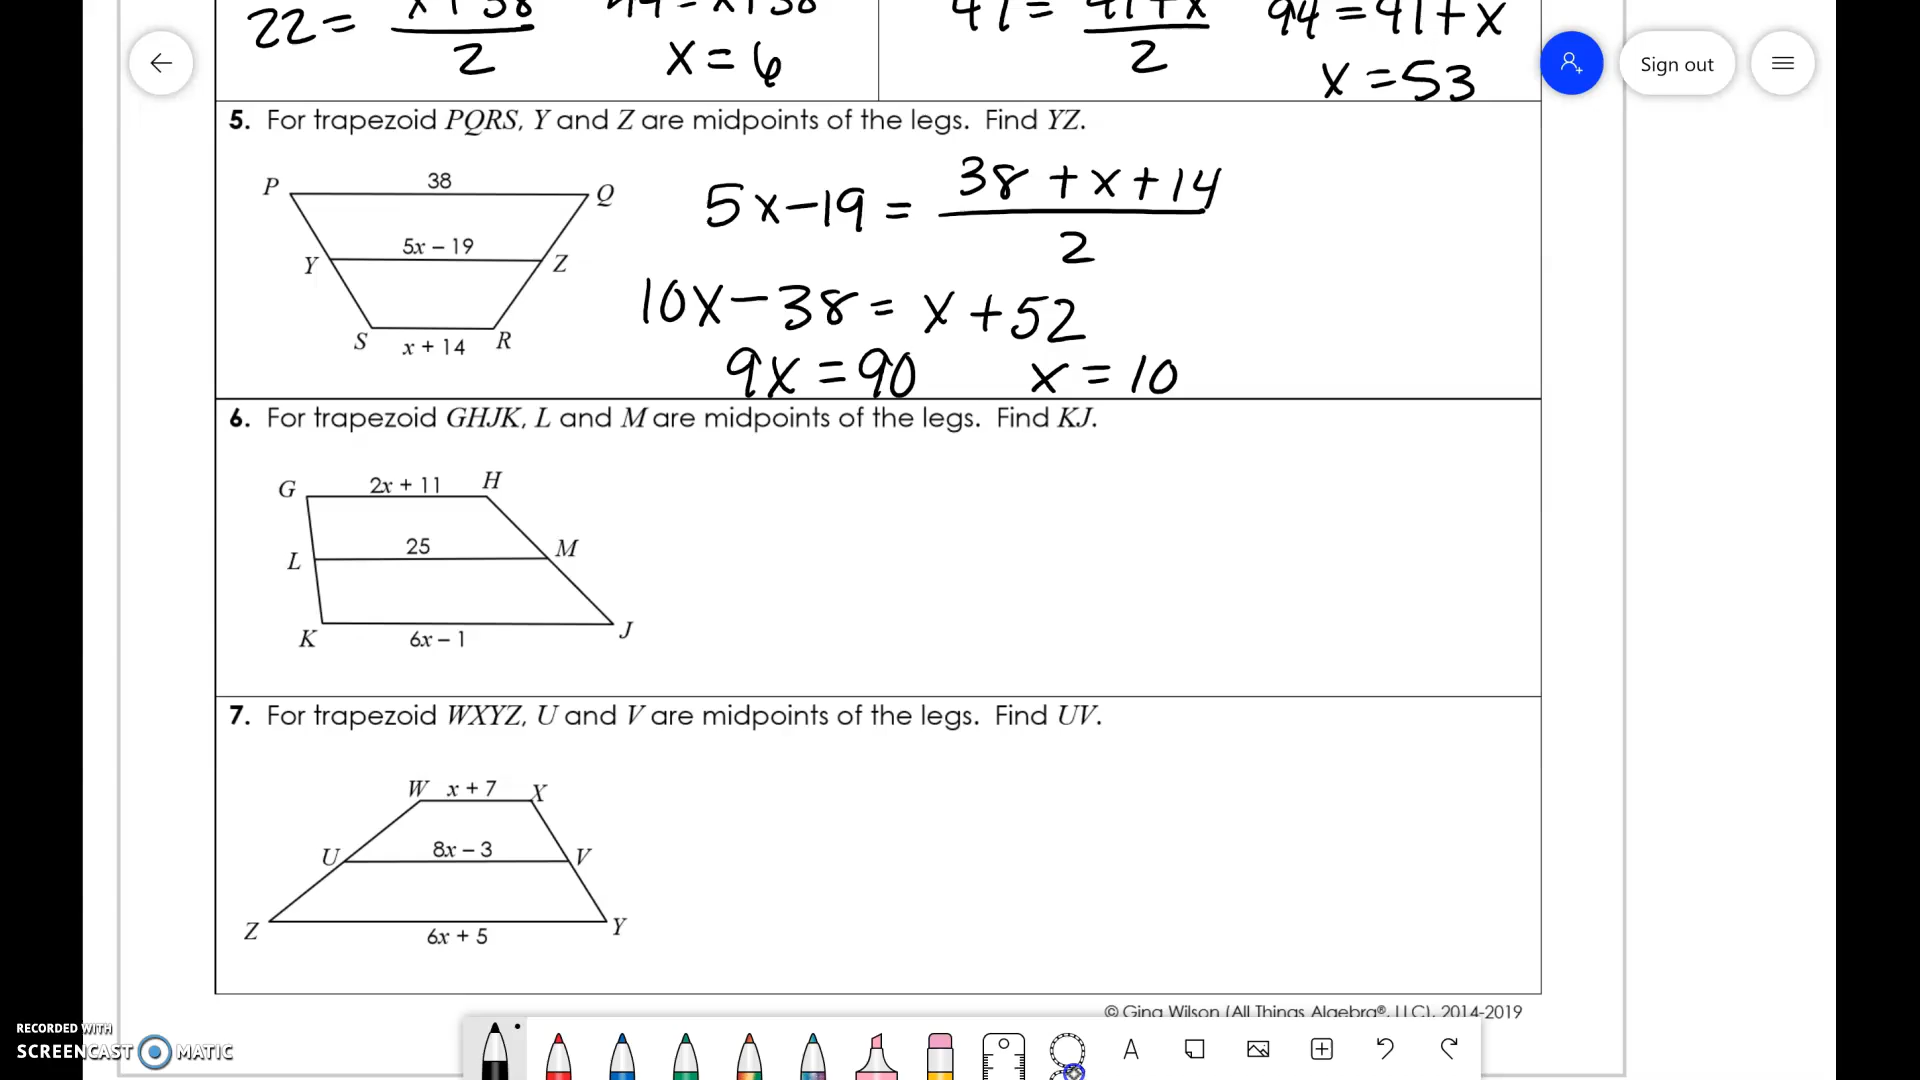 22 = x + 38 / 2 44 = x + 38
x = 6
47 = 41 + x / 2 94 = 41 + x
x = 53
Sign out
5. For trapezoid PQRS, Y and Z are midpoints of the legs. Find YZ.
P 38 Q
Y 5x – 19 Z
S x + 14 R
5x – 19 = 38 + x + 14 / 2
10x – 38 = x + 52
9x = 90 x = 10
6. For trapezoid GHJK, L and M are midpoints of the legs. Find KJ.
G 2x + 11 H
L 25 M
K 6x – 1 J
7. For trapezoid WXYZ, U and V are midpoints of the legs. Find UV.
W x + 7 X
U 8x – 3 V
Z 6x + 5 Y
© Gina Wilson (All Things Algebra®, LLC), 2014-2019
RECORDED WITH
SCREENCAST MATIC
A